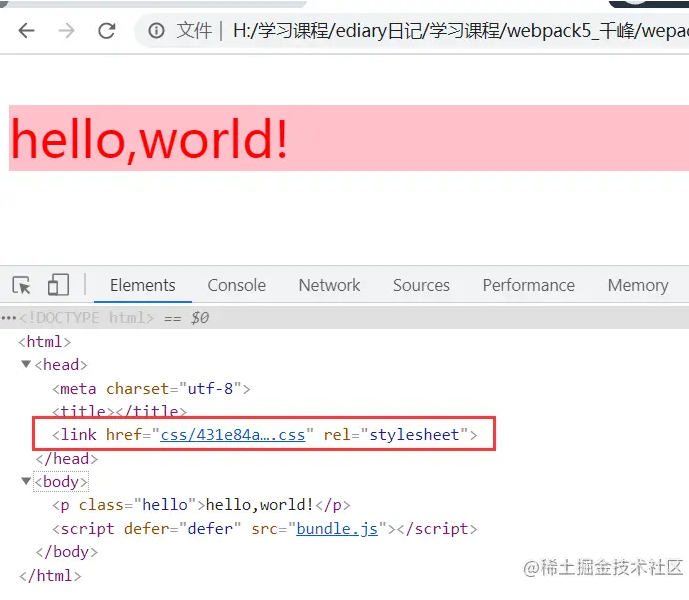 文件 | H:/学习课程/ediary日记/学习课程/webpack5_千峰/wepac
hello,world!
Elements Console Network Sources Performance Memory
···<!DOCTYPE html> == $0
<html>
▼<head>
<meta charset="utf-8">
<title></title>
<link href="css/431e84a….css" rel="stylesheet">
</head>
▼<body>
<p class="hello">hello,world!</p>
<script defer="defer" src="bundle.js"></script>
</body>
</html>
@稀土掘金技术社区